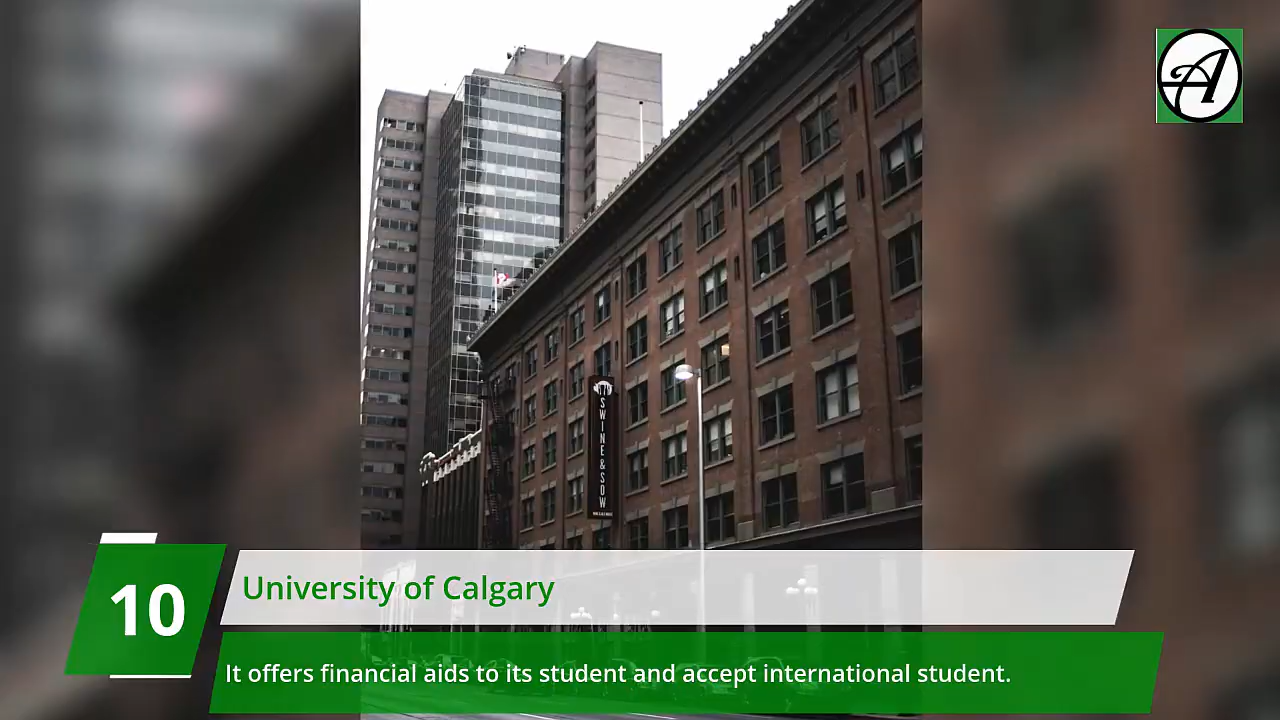 A
SWINE & SOW
10
University of Calgary
It offers financial aids to its student and accept international student.